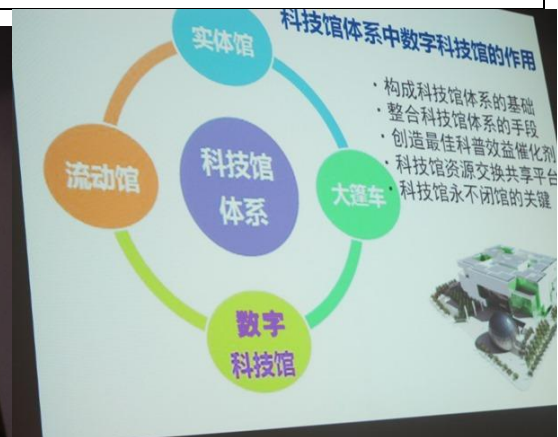 科技馆体系中数字科技馆的作用
实体馆
流动馆
科技馆
体系
大篷车
数字
科技馆
· 构成科技馆体系的基础
· 整合科技馆体系的手段
· 创造最佳科普效益催化剂
· 科技馆资源交换共享平台
· 科技馆永不闭馆的关键